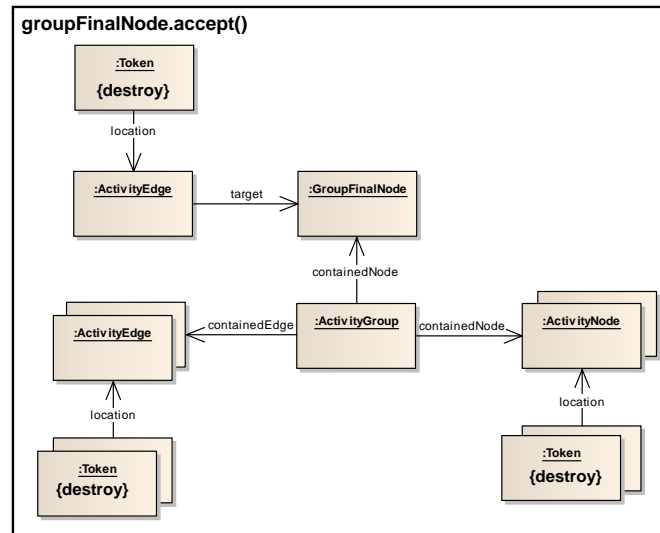 groupFinalNode.accept()
:Token
{destroy}
location
:ActivityEdge
target
:GroupFinalNode
containedNode
:ActivityEdge
containedEdge
:ActivityGroup
containedNode
:ActivityNode
location
location
:Token
{destroy}
:Token
{destroy}